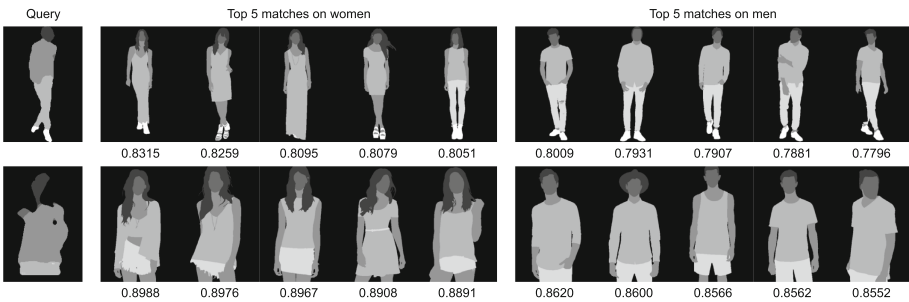 Query Top 5 matches on women Top 5 matches on men
0.8315 0.8259 0.8095 0.8079 0.8051 0.8009 0.7931 0.7907 0.7881 0.7796
0.8988 0.8976 0.8967 0.8908 0.8891 0.8620 0.8600 0.8566 0.8562 0.8552